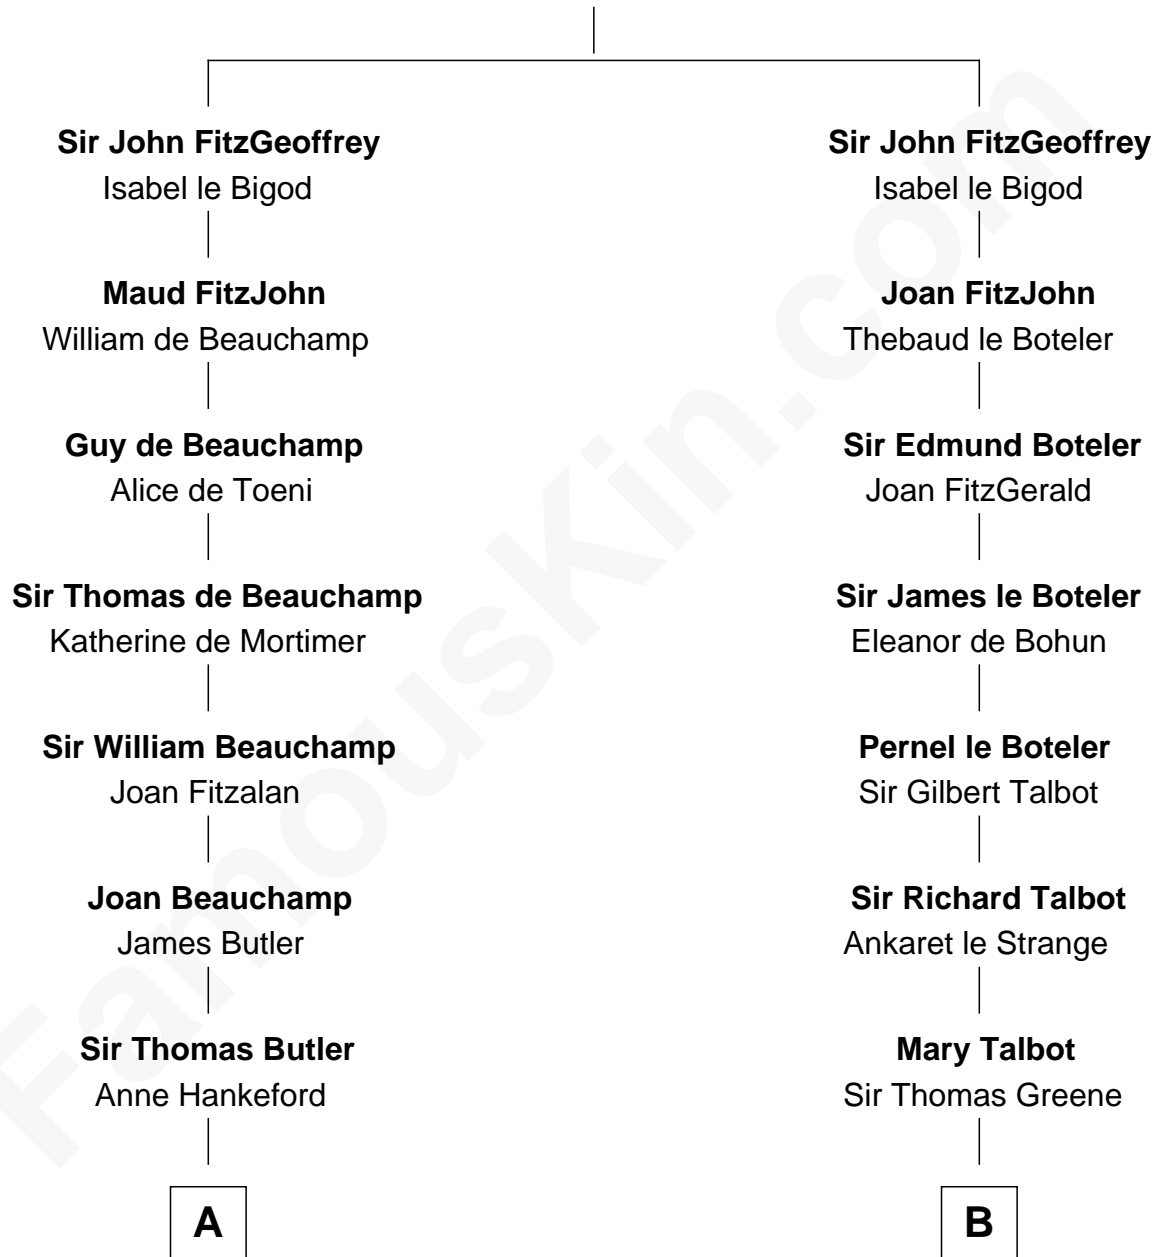 Sir John FitzGeoffrey
Isabel le Bigod
Maud FitzJohn
William de Beauchamp
Guy de Beauchamp
Alice de Toeni
Sir Thomas de Beauchamp
Katherine de Mortimer
Sir William Beauchamp
Joan Fitzalan
Joan Beauchamp
James Butler
Sir Thomas Butler
Anne Hankeford
A
Sir John FitzGeoffrey
Isabel le Bigod
Joan FitzJohn
Thebaud le Boteler
Sir Edmund Boteler
Joan FitzGerald
Sir James le Boteler
Eleanor de Bohun
Pernel le Boteler
Sir Gilbert Talbot
Sir Richard Talbot
Ankaret le Strange
Mary Talbot
Sir Thomas Greene
B
FamousKin.com